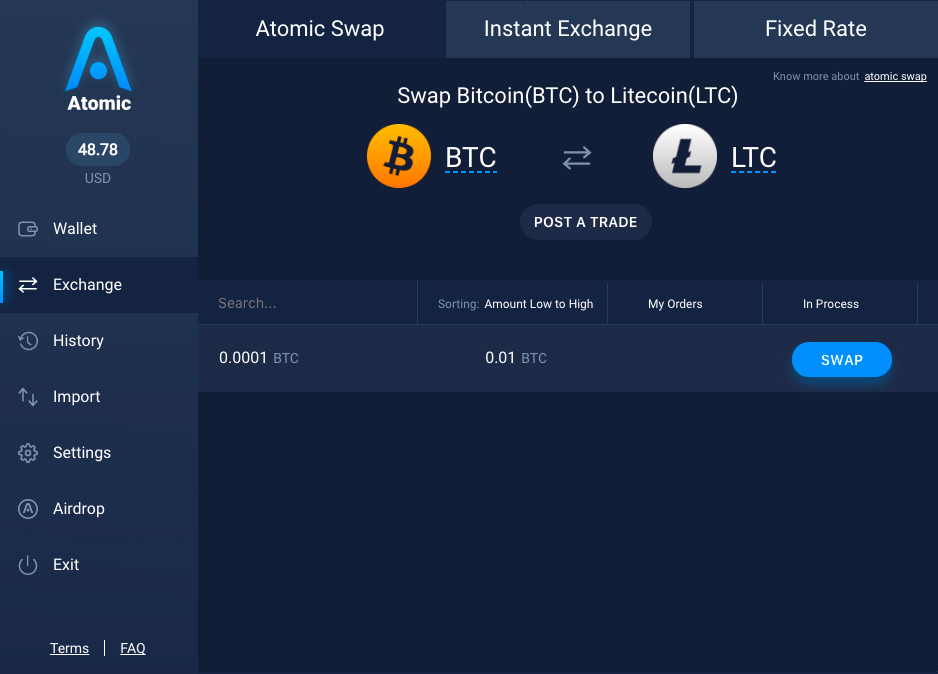 Atomic
48.78
USD
Wallet
Exchange
History
Import
Settings
Airdrop
Exit
Terms | FAQ
Atomic Swap
Instant Exchange
Fixed Rate
Know more about atomic swap
Swap Bitcoin(BTC) to Litecoin(LTC)
BTC
LTC
POST A TRADE
Search...
Sorting: Amount Low to High
My Orders
In Process
0.0001 BTC
0.01 BTC
SWAP